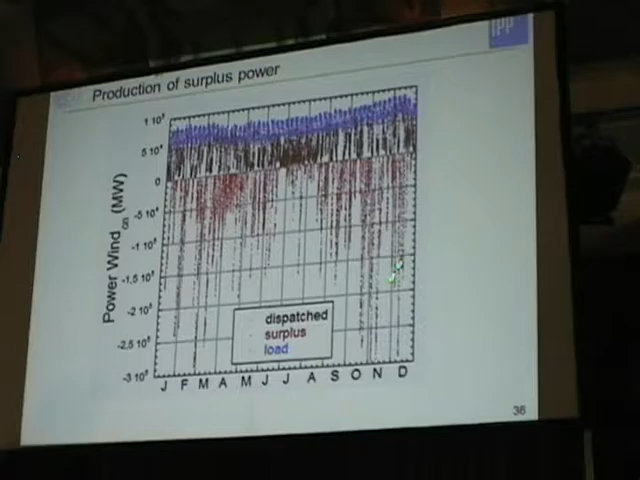 IPP
Production of surplus power
1 10⁵
5 10⁴
0
-5 10⁴
-1 10⁵
-1,5 10⁵
-2 10⁵
-2,5 10⁵
-3 10⁵
Power Wind on (MW)
dispatched
surplus
load
J F M A M J J A S O N D
36